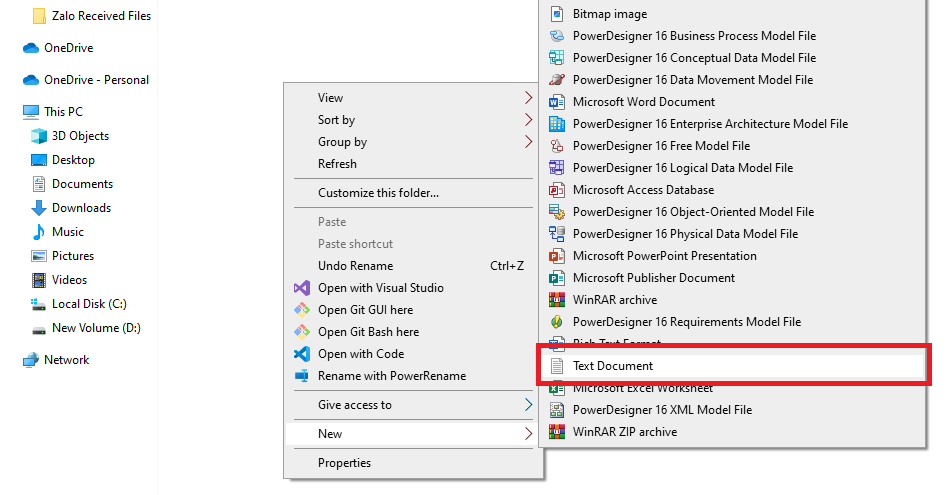 Zalo Received Files
OneDrive
OneDrive - Personal
This PC
3D Objects
Desktop
Documents
Downloads
Music
Pictures
Videos
Local Disk (C:)
New Volume (D:)
Network
View
Sort by
Group by
Refresh
Customize this folder...
Paste
Paste shortcut
Undo Rename Ctrl+Z
Open with Visual Studio
Open Git GUI here
Open Git Bash here
Open with Code
Rename with PowerRename
Give access to
New
Properties
Bitmap image
PowerDesigner 16 Business Process Model File
PowerDesigner 16 Conceptual Data Model File
PowerDesigner 16 Data Movement Model File
Microsoft Word Document
PowerDesigner 16 Enterprise Architecture Model File
PowerDesigner 16 Free Model File
PowerDesigner 16 Logical Data Model File
Microsoft Access Database
PowerDesigner 16 Object-Oriented Model File
PowerDesigner 16 Physical Data Model File
Microsoft PowerPoint Presentation
Microsoft Publisher Document
WinRAR archive
PowerDesigner 16 Requirements Model File
Rich Text Format
Text Document
Microsoft Excel Worksheet
PowerDesigner 16 XML Model File
WinRAR ZIP archive